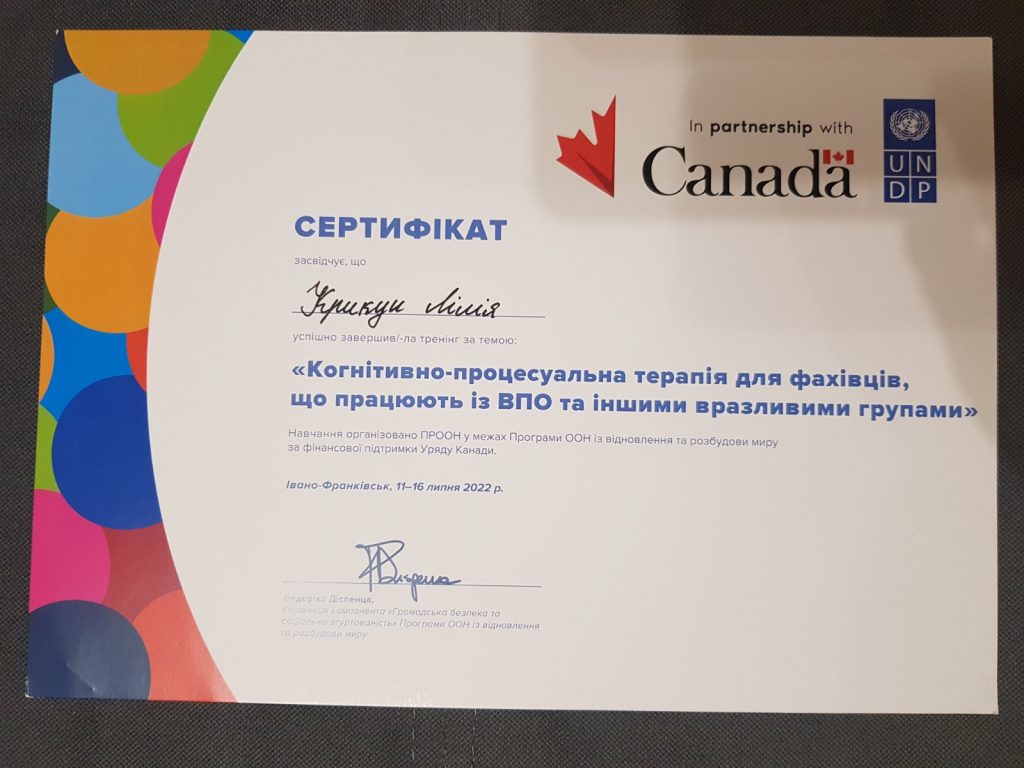 In partnership with
Canada
UN
DP
СЕРТИФІКАТ
засвідчує, що
Крикун Лілія
успішно завершив/-ла тренінг за темою:
«Когнітивно-процесуальна терапія для фахівців,
що працюють із ВПО та іншими вразливими групами»
Навчання організовано ПРООН у межах Програми ООН із відновлення та розбудови миру
за фінансової підтримки Уряду Канади.
Івано-Франківськ, 11–16 липня 2022 р.
Федеріка Діспенца,
Керівниця компонента «Громадська безпека та
соціальна згуртованість» Програми ООН із відновлення
та розбудови миру